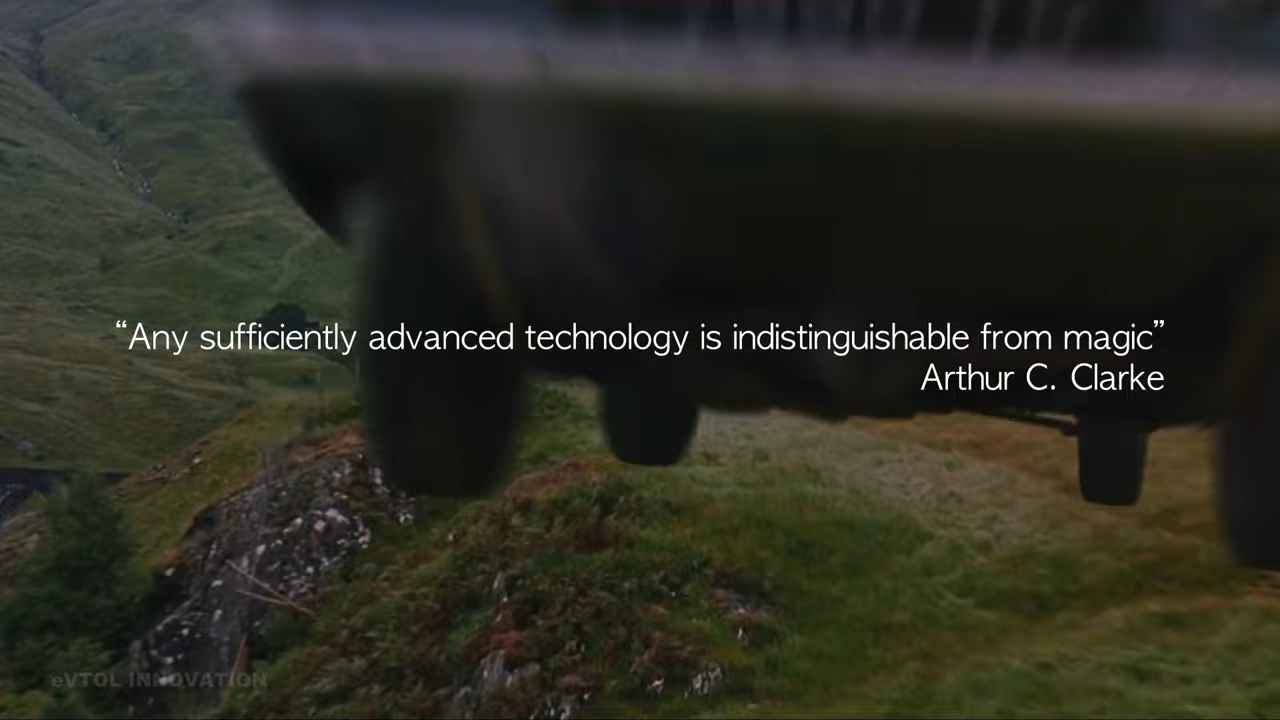 “Any sufficiently advanced technology is indistinguishable from magic”
Arthur C. Clarke
eVTOL INNOVATION